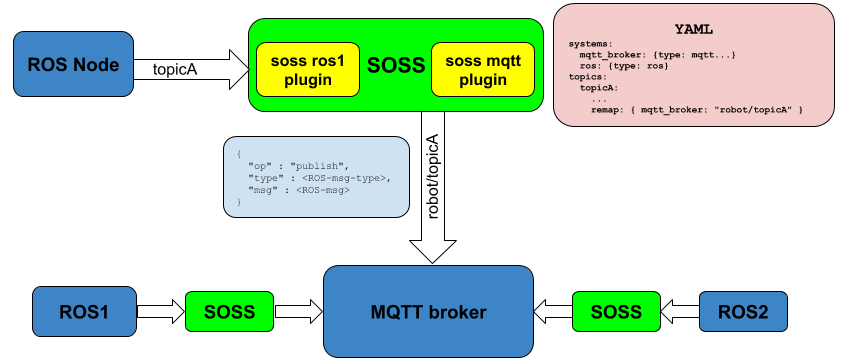 ROS Node
topicA
soss ros1
plugin
SOSS
soss mqtt
plugin
YAML
systems:
  mqtt_broker: {type: mqtt...}
  ros: {type: ros}
topics:
  topicA:
    ...
    remap: { mqtt_broker: "robot/topicA" }
{
  "op" : "publish",
  "type" : <ROS-msg-type>,
  "msg" : <ROS-msg>
}
robot/topicA
ROS1
SOSS
MQTT broker
SOSS
ROS2